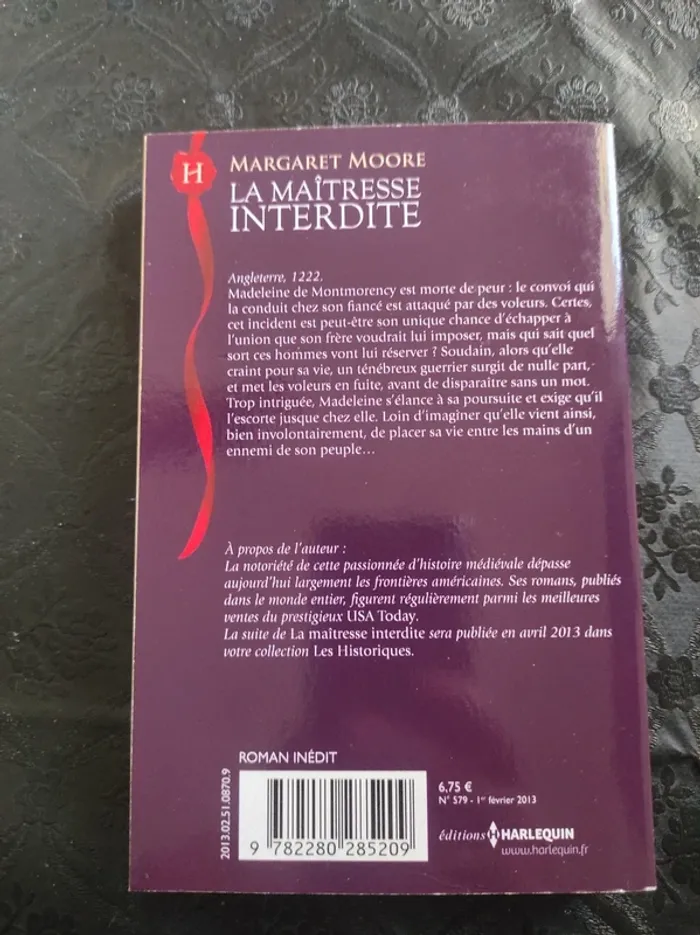 H
MARGARET MOORE
LA MAÎTRESSE
INTERDITE
Angleterre, 1222.
Madeleine de Montmorency est morte de peur : le convoi qui
la conduit chez son fiancé est attaqué par des voleurs. Certes,
cet incident est peut-être son unique chance d'échapper à
l'union que son frère voudrait lui imposer, mais qui sait quel
sort ces hommes vont lui réserver ? Soudain, alors qu'elle
craint pour sa vie, un ténébreux guerrier surgit de nulle part,
et met les voleurs en fuite, avant de disparaître sans un mot.
Trop intriguée, Madeleine s'élance à sa poursuite et exige qu'il
l'escorte jusque chez elle. Loin d'imaginer qu'elle vient ainsi,
bien involontairement, de placer sa vie entre les mains d'un
ennemi de son peuple…
À propos de l'auteur :
La notoriété de cette passionnée d'histoire médiévale dépasse
aujourd'hui largement les frontières américaines. Ses romans, publiés
dans le monde entier, figurent régulièrement parmi les meilleures
ventes du prestigieux USA Today.
La suite de La maîtresse interdite sera publiée en avril 2013 dans
votre collection Les Historiques.
ROMAN INÉDIT
2013.02.51.0870.9
9 782280 285209
6,75 €
N° 579 - 1er février 2013
éditions H HARLEQUIN
www.harlequin.fr